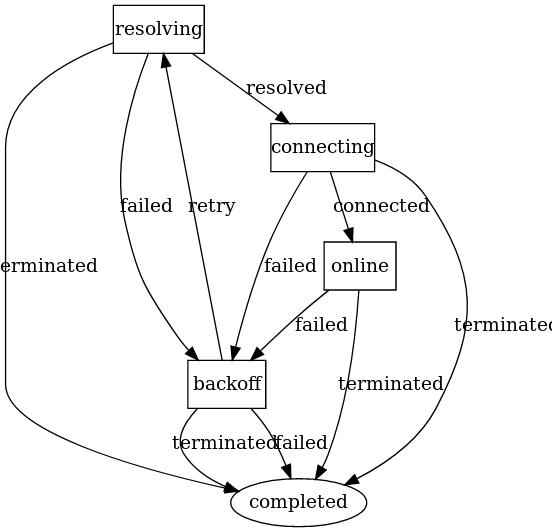 resolving
resolved
connecting
failed
retry
connected
erminated
failed
online
failed
terminated
backoff
terminated
terminated
failed
completed